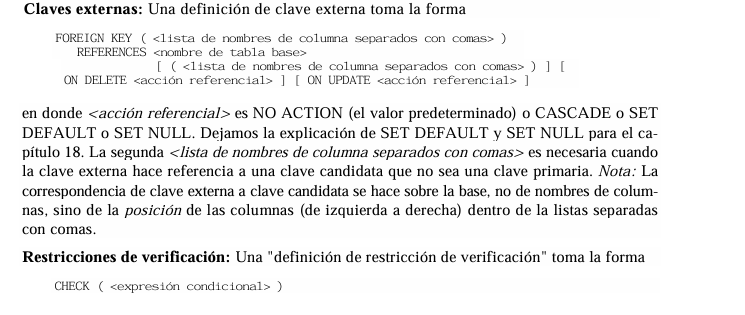 Claves externas: Una definición de clave externa toma la forma
FOREIGN KEY ( <lista de nombres de columna separados con comas> )
REFERENCES <nombre de tabla base>
[ ( <lista de nombres de columna separados con comas> ) ] [
ON DELETE <acción referencial> ] [ ON UPDATE <acción referencial> ]
en donde <acción referencial> es NO ACTION (el valor predeterminado) o CASCADE o SET
DEFAULT o SET NULL. Dejamos la explicación de SET DEFAULT y SET NULL para el ca-
pítulo 18. La segunda <lista de nombres de columna separados con comas> es necesaria cuando
la clave externa hace referencia a una clave candidata que no sea una clave primaria. Nota: La
correspondencia de clave externa a clave candidata se hace sobre la base, no de nombres de colum-
nas, sino de la posición de las columnas (de izquierda a derecha) dentro de la listas separadas
con comas.
Restricciones de verificación: Una "definición de restricción de verificación" toma la forma
CHECK ( <expresión condicional> )